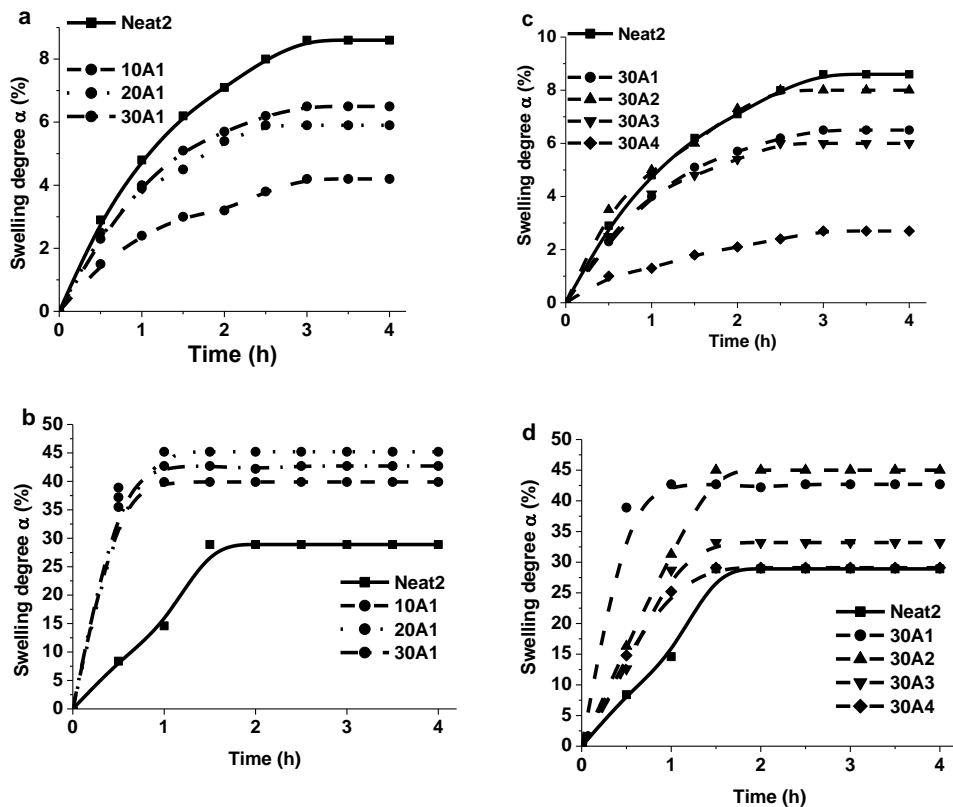 a
Swelling degree α (%)
8
6
4
2
0
0 1 2 3 4
Time (h)
Neat2
10A1
20A1
30A1
c
Swelling degree α (%)
10
8
6
4
2
0
0 1 2 3 4
Time (h)
Neat2
30A1
30A2
30A3
30A4
b
Swelling degree α (%)
50
45
40
35
30
25
20
15
10
5
0
0 1 2 3 4
Time (h)
Neat2
10A1
20A1
30A1
d
Swelling degree α (%)
50
45
40
35
30
25
20
15
10
5
0
0 1 2 3 4
Time (h)
Neat2
30A1
30A2
30A3
30A4